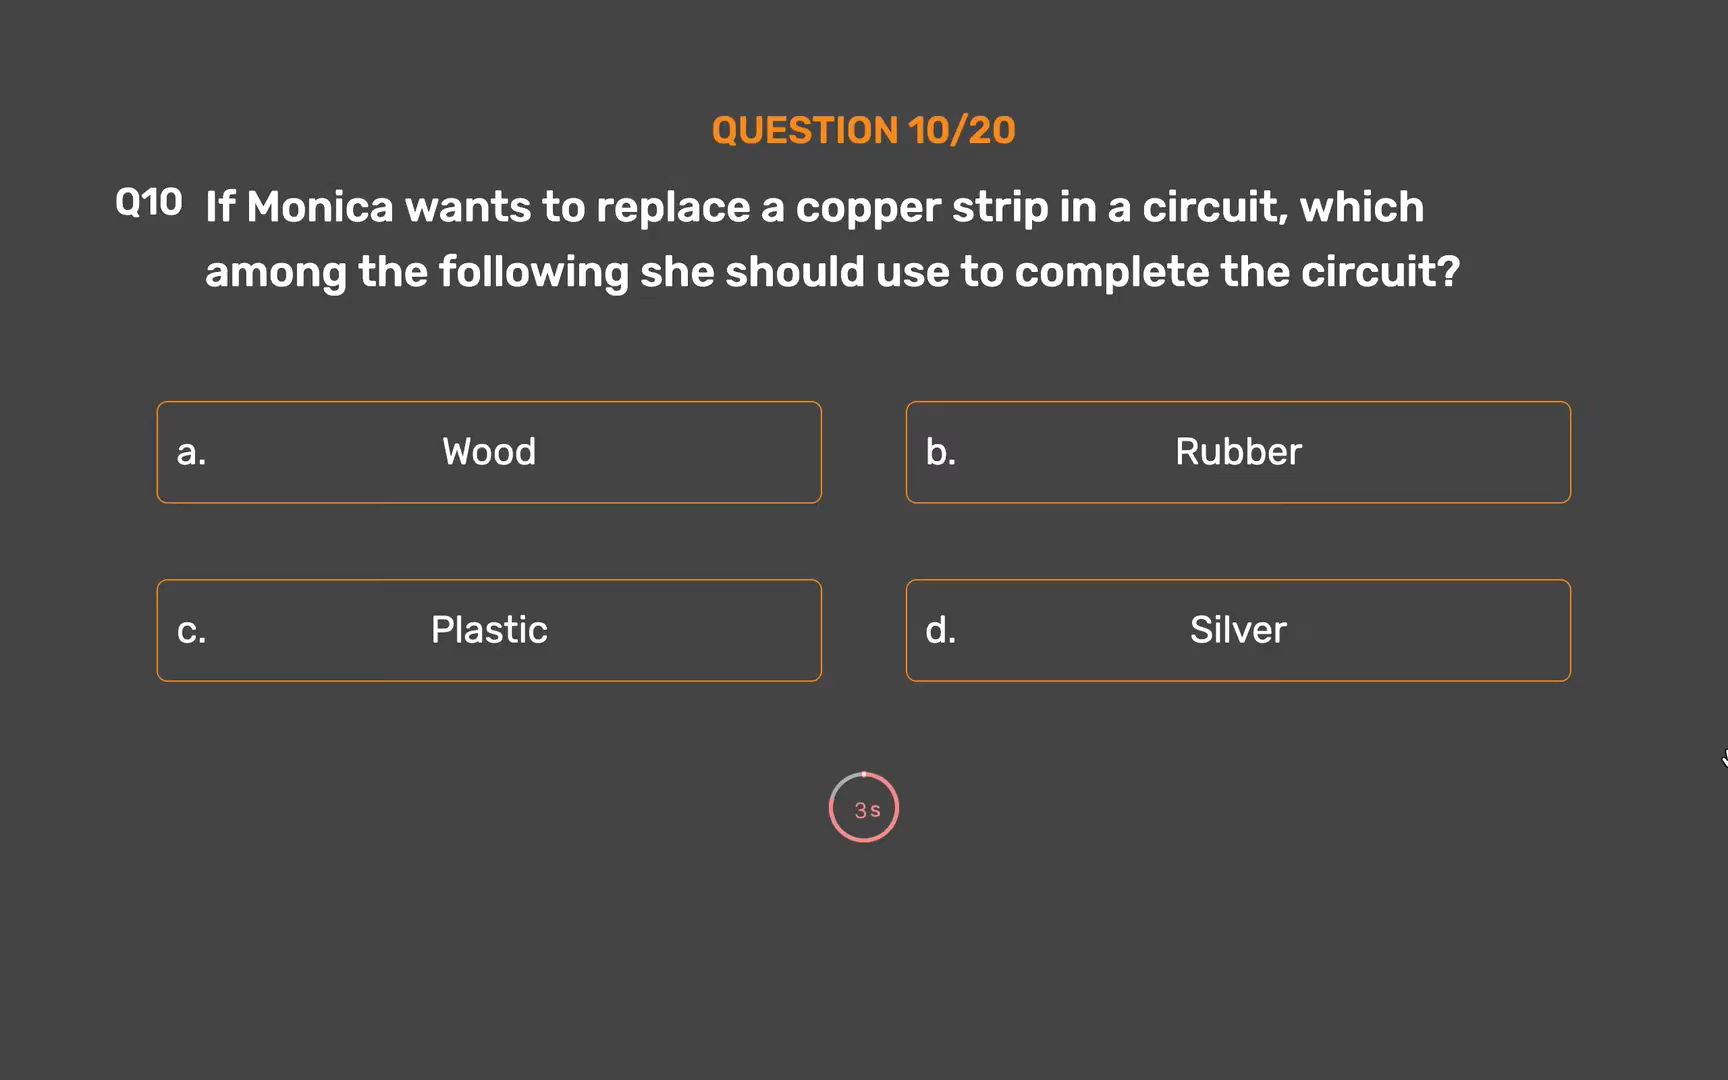 QUESTION 10/20
Q10 If Monica wants to replace a copper strip in a circuit, which
among the following she should use to complete the circuit?
a. Wood
b. Rubber
c. Plastic
d. Silver
3s